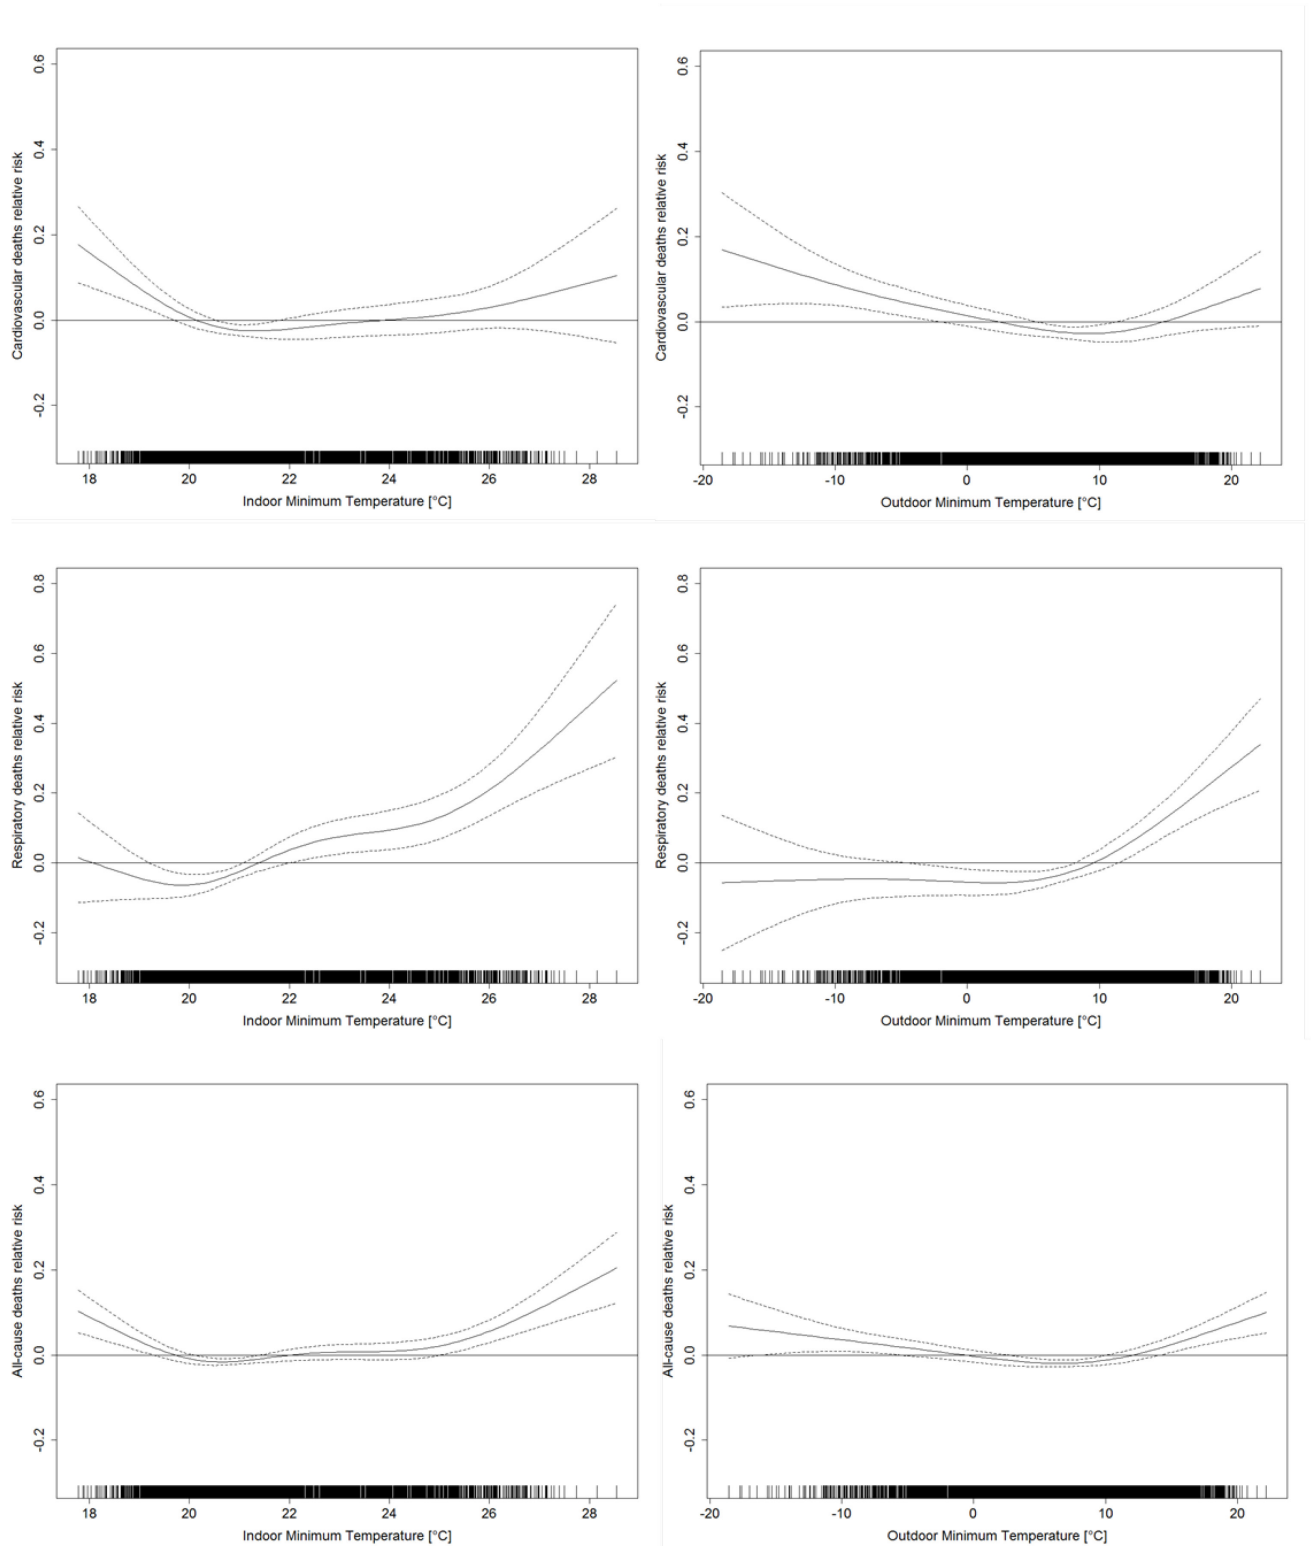 Cardiovascular deaths relative risk
0.6
0.4
0.2
0.0
-0.2
18 20 22 24 26 28
Indoor Minimum Temperature [°C]
Cardiovascular deaths relative risk
0.6
0.4
0.2
0.0
-0.2
-20 -10 0 10 20
Outdoor Minimum Temperature [°C]
Respiratory deaths relative risk
0.8
0.6
0.4
0.2
0.0
-0.2
18 20 22 24 26 28
Indoor Minimum Temperature [°C]
Respiratory deaths relative risk
0.8
0.6
0.4
0.2
0.0
-0.2
-20 -10 0 10 20
Outdoor Minimum Temperature [°C]
All-cause deaths relative risk
0.6
0.4
0.2
0.0
-0.2
18 20 22 24 26 28
Indoor Minimum Temperature [°C]
All-cause deaths relative risk
0.6
0.4
0.2
0.0
-0.2
-20 -10 0 10 20
Outdoor Minimum Temperature [°C]